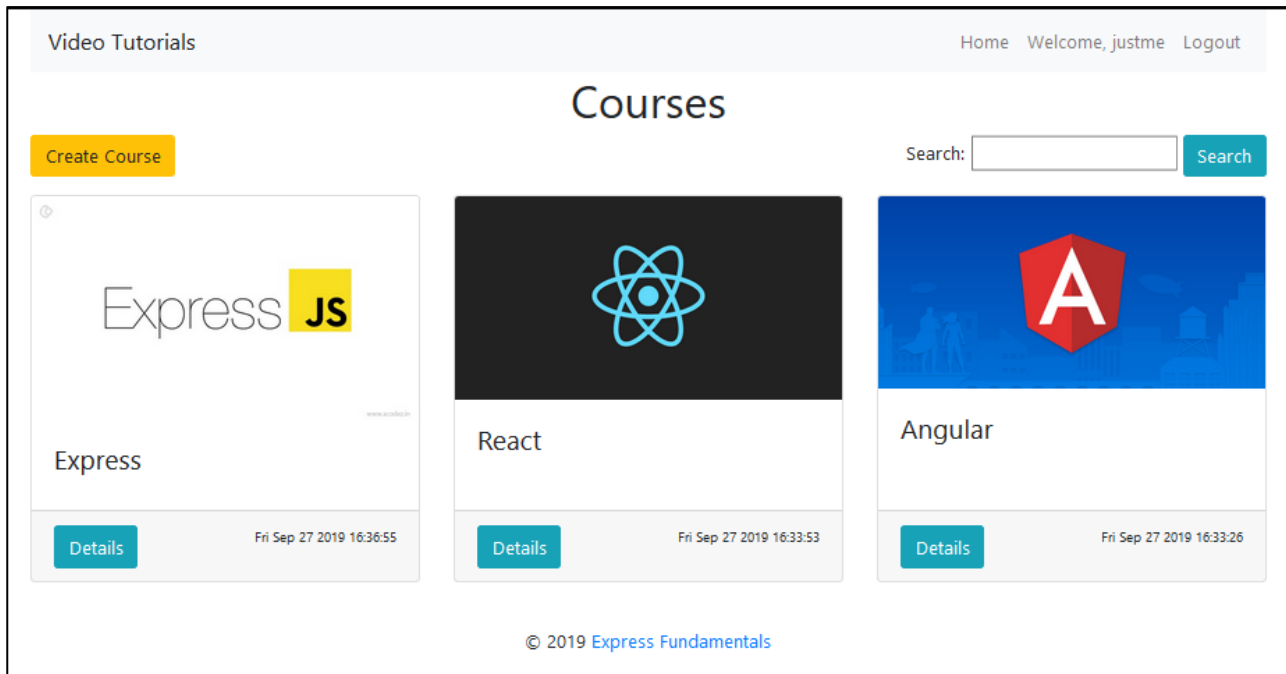 Video Tutorials
Home Welcome, justme Logout
Courses
Create Course
Search:
Search
Express JS
Express
Details
Fri Sep 27 2019 16:36:55
React
Details
Fri Sep 27 2019 16:33:53
A
Angular
Details
Fri Sep 27 2019 16:33:26
© 2019 Express Fundamentals